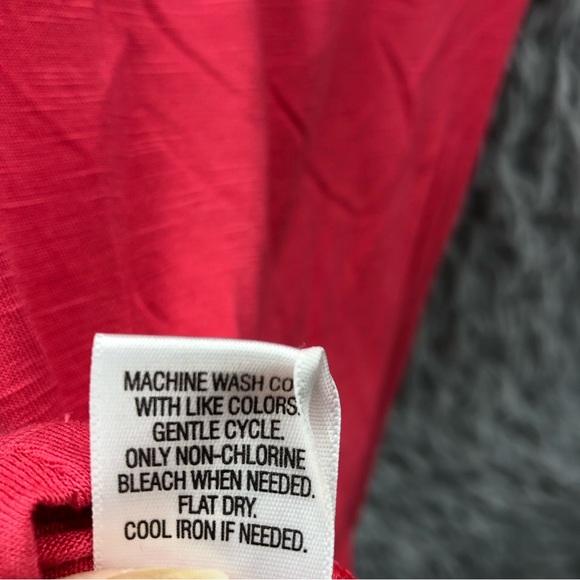 MACHINE WASH CO
WITH LIKE COLORS.
GENTLE CYCLE.
ONLY NON-CHLORINE
BLEACH WHEN NEEDED.
FLAT DRY.
COOL IRON IF NEEDED.